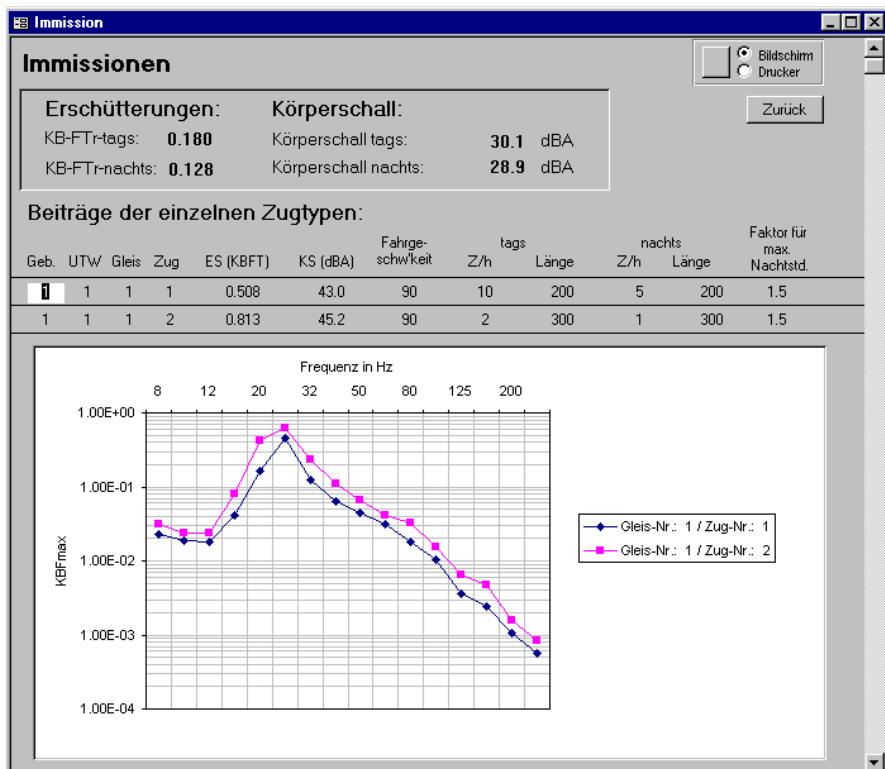 Immission
Immissionen
Bildschirm
Drucker
Zurück
Erschütterungen: Körperschall:
KB-FTr-tags: 0.180 Körperschall tags: 30.1 dBA
KB-FTr-nachts: 0.128 Körperschall nachts: 28.9 dBA
Beiträge der einzelnen Zugtypen:
Fahrge- tags nachts Faktor für
Geb. UTW Gleis Zug ES (KBFT) KS (dBA) schw'keit Z/h Länge Z/h Länge max.
Nachtstd.
1 1 1 1 0.508 43.0 90 10 200 5 200 1.5
1 1 1 2 0.813 45.2 90 2 300 1 300 1.5
Frequenz in Hz
8 12 20 32 50 80 125 200
1.00E+00
1.00E-01
1.00E-02
1.00E-03
1.00E-04
KBFmax
Gleis-Nr.: 1 / Zug-Nr.: 1
Gleis-Nr.: 1 / Zug-Nr.: 2